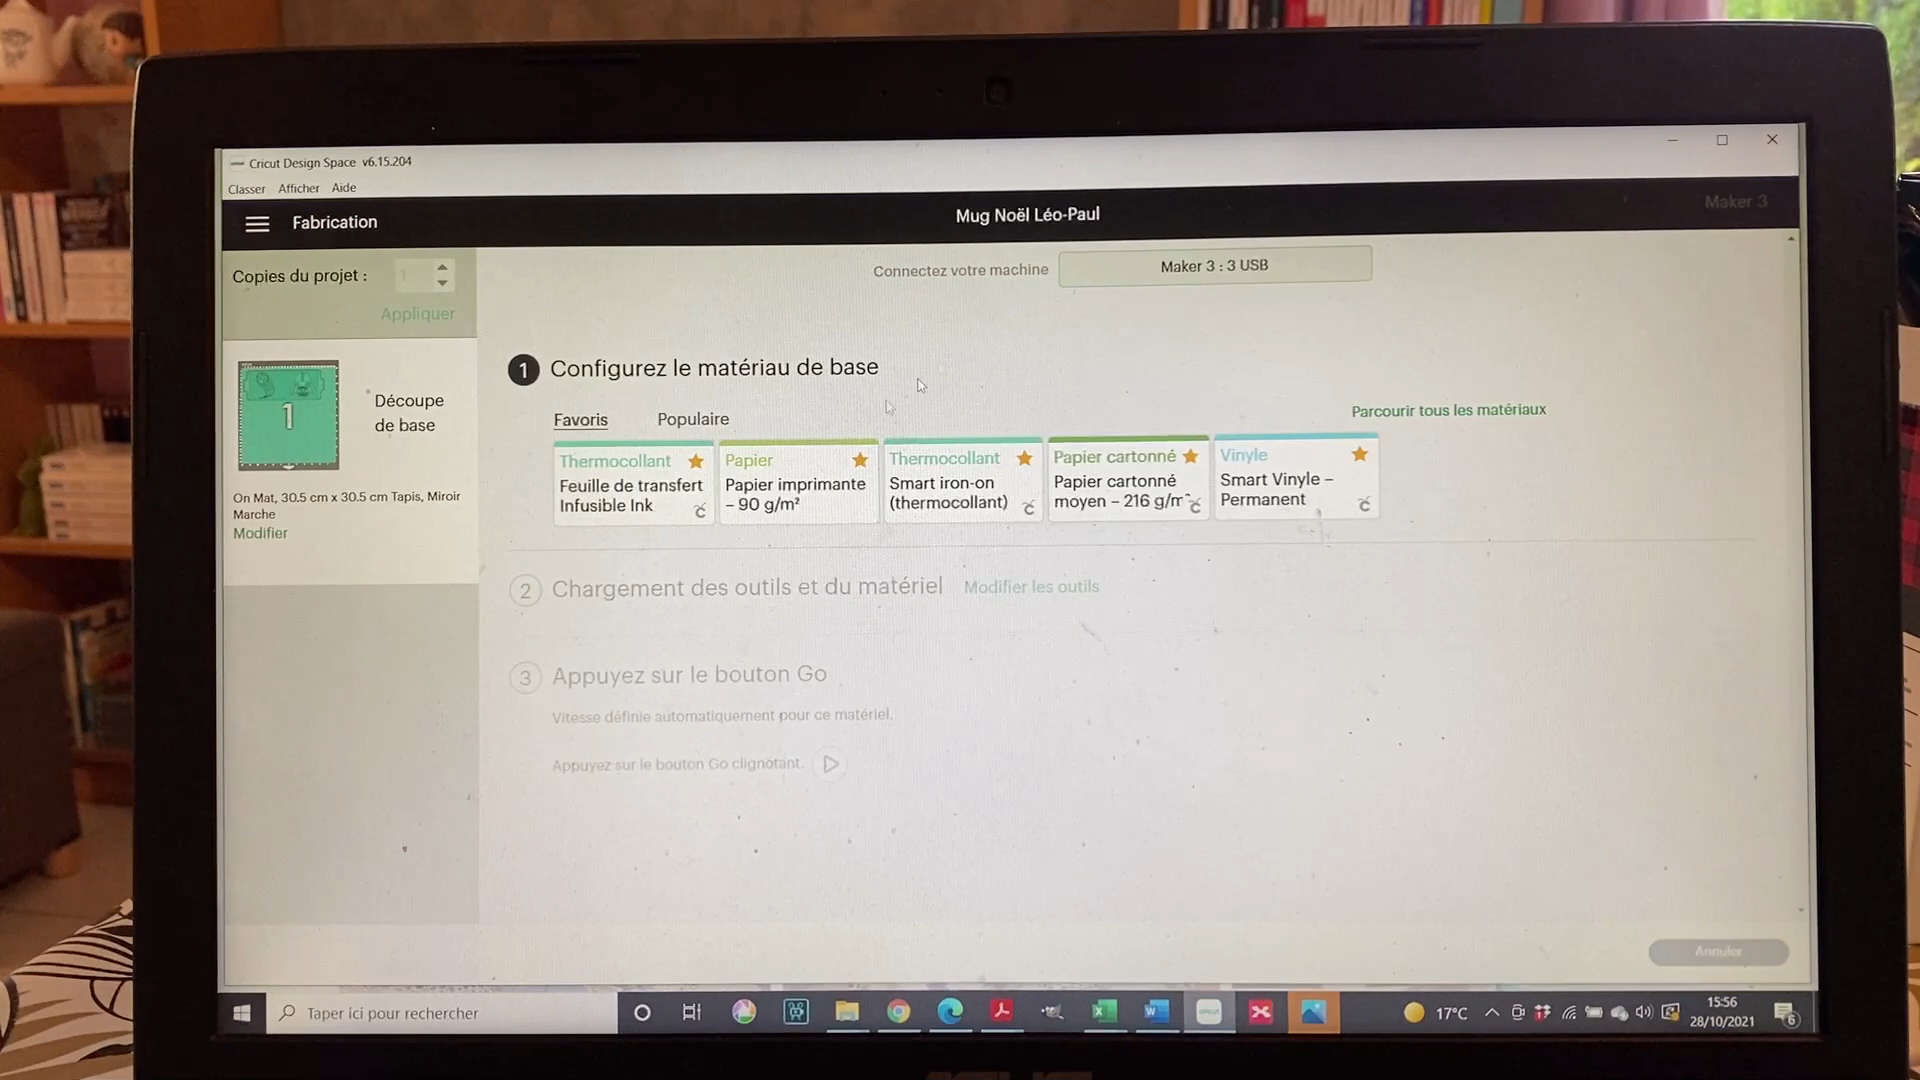 Cricut Design Space v6.15.204
Classer Afficher Aide
Fabrication
Mug Noël Léo-Paul
Maker 3
Copies du projet :
1
Appliquer
Connectez votre machine
Maker 3 : 3 USB
1
Découpe
de base
On Mat, 30.5 cm x 30.5 cm Tapis, Miroir
Marche
Modifier
1 Configurez le matériau de base
Favoris Populaire
Parcourir tous les matériaux
Thermocollant
Feuille de transfert
Infusible Ink
Papier
Papier imprimante
– 90 g/m²
Thermocollant
Smart iron-on
(thermocollant)
Papier cartonné
Papier cartonné
moyen – 216 g/m²
Vinyle
Smart Vinyle –
Permanent
2 Chargement des outils et du matériel Modifier les outils
3 Appuyez sur le bouton Go
Vitesse définie automatiquement pour ce matériel.
Appuyez sur le bouton Go clignotant.
Annuler
Taper ici pour rechercher
17°C
15:56
28/10/2021
6